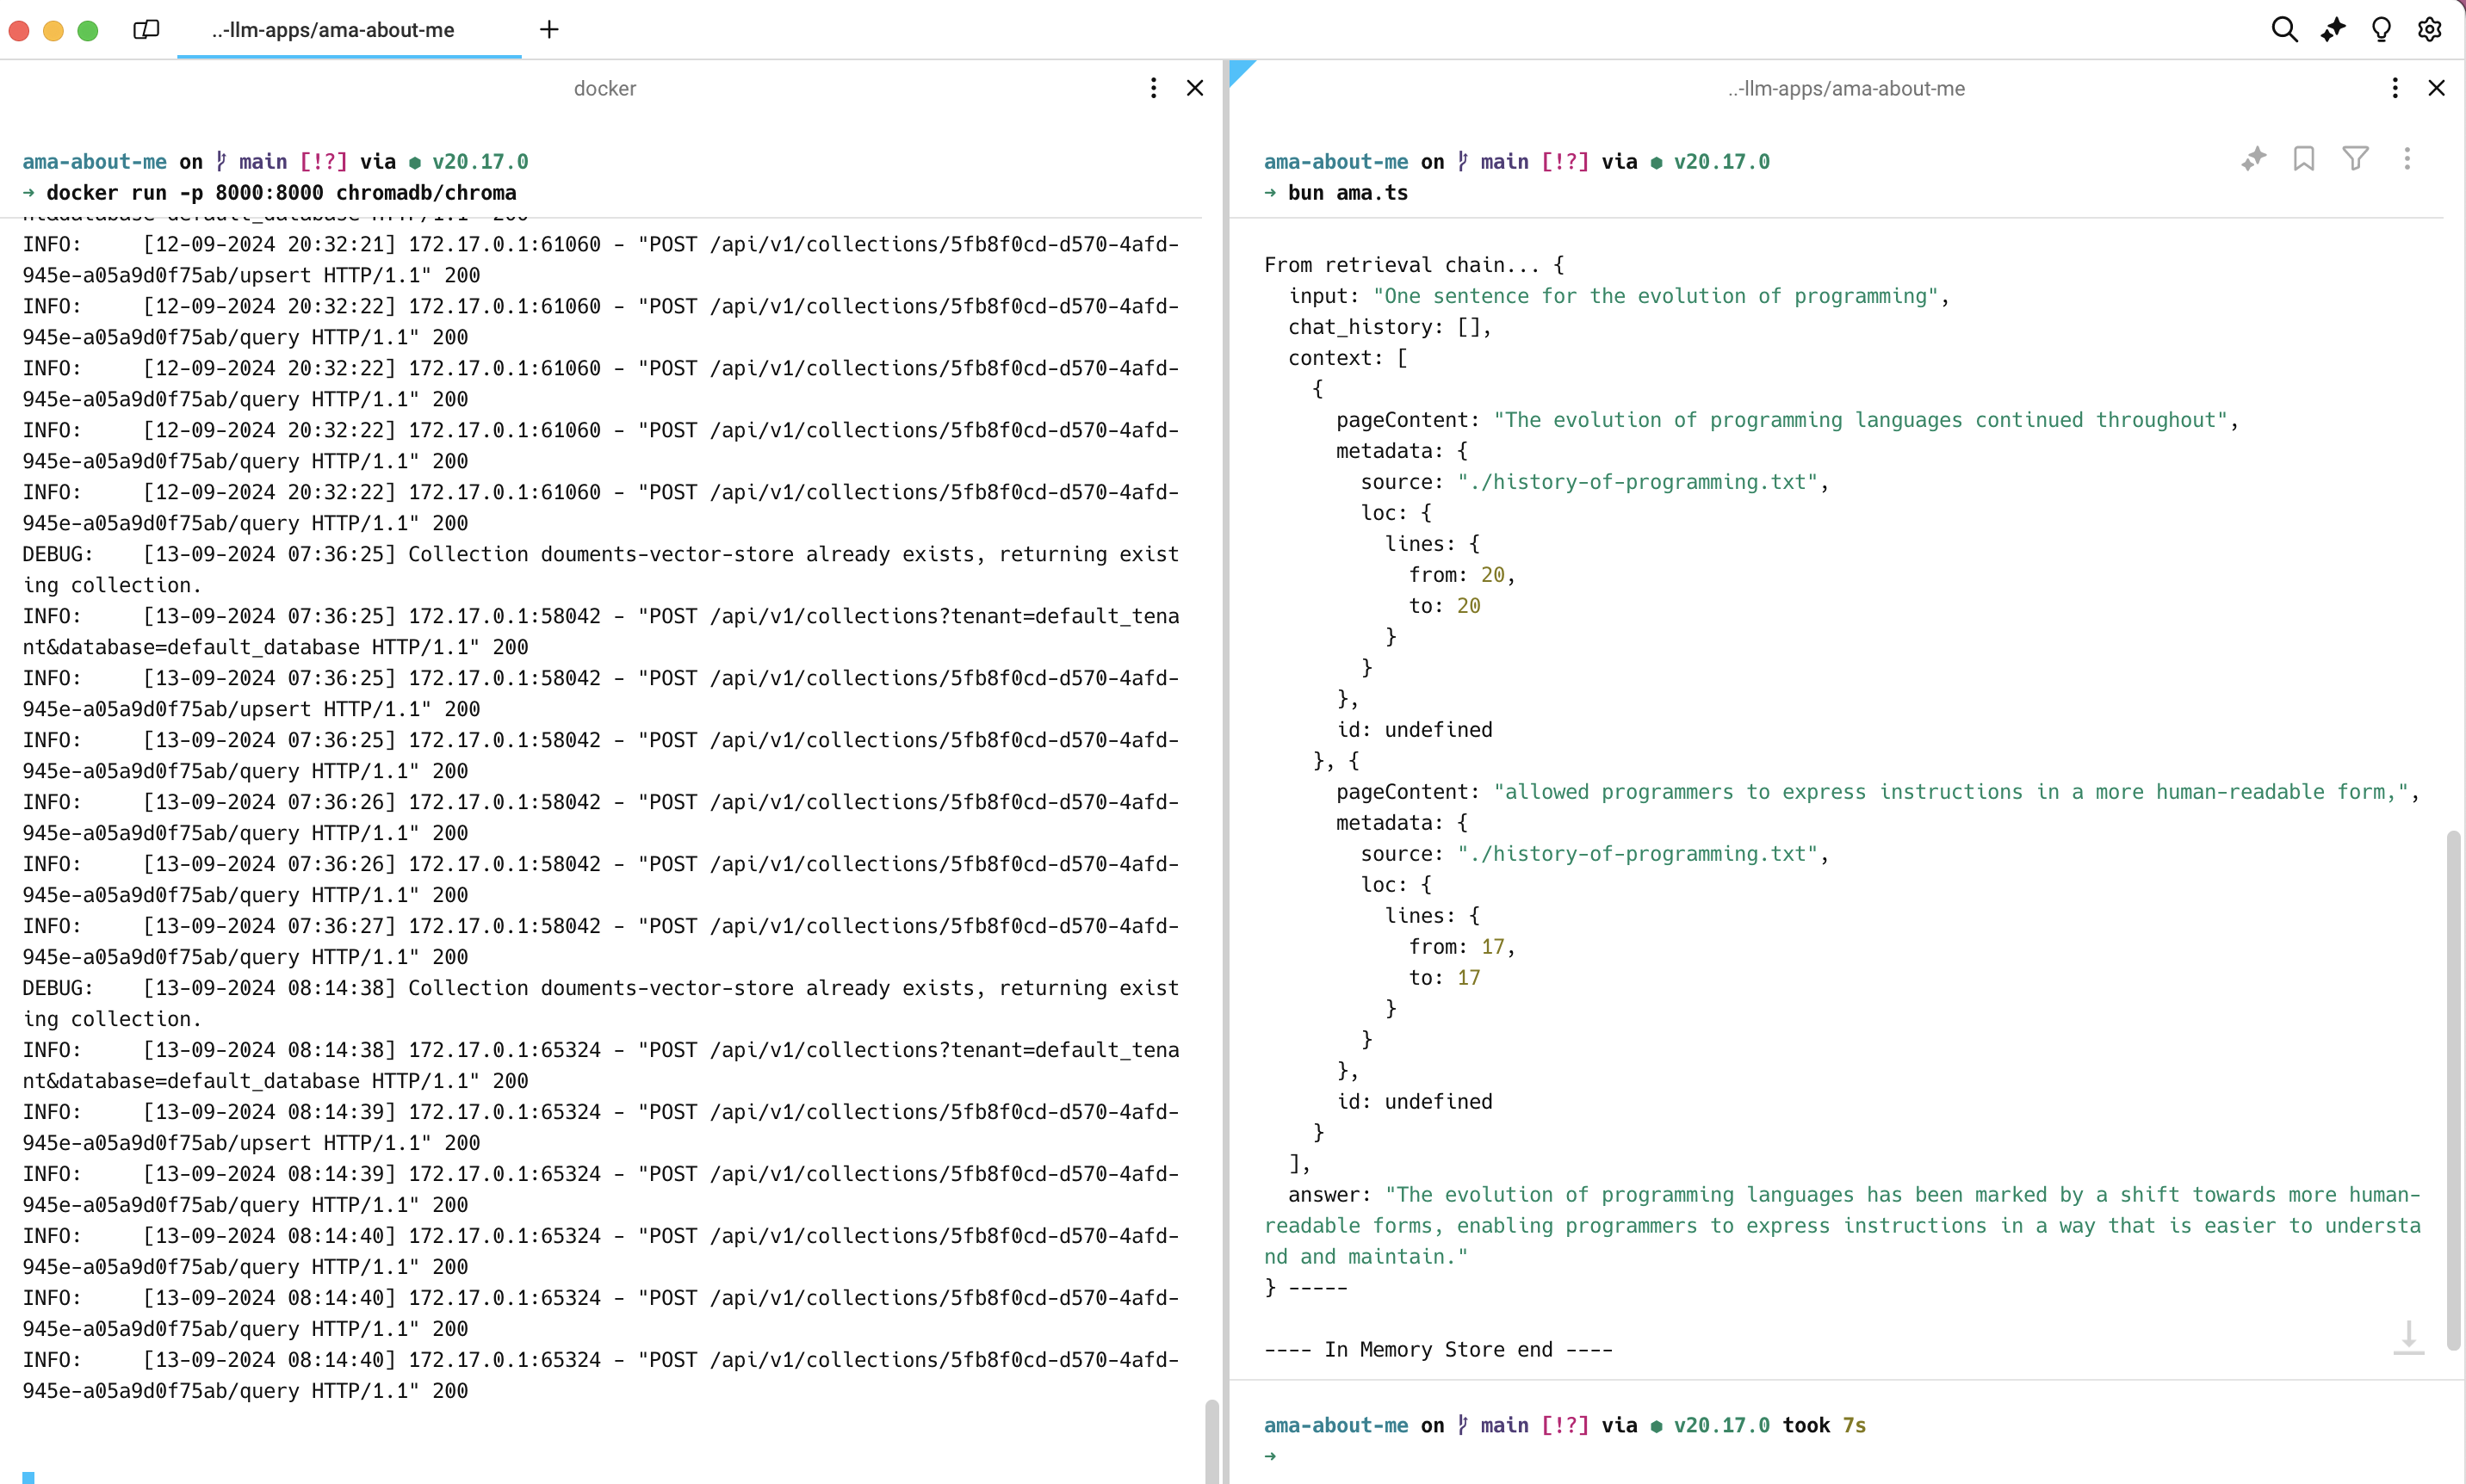 ..-llm-apps/ama-about-me
docker
ama-about-me on main [!?] via v20.17.0
→ docker run -p 8000:8000 chromadb/chroma
nt&database=default_database HTTP/1.1" 200
INFO:     [12-09-2024 20:32:21] 172.17.0.1:61060 - "POST /api/v1/collections/5fb8f0cd-d570-4afd-
945e-a05a9d0f75ab/upsert HTTP/1.1" 200
INFO:     [12-09-2024 20:32:22] 172.17.0.1:61060 - "POST /api/v1/collections/5fb8f0cd-d570-4afd-
945e-a05a9d0f75ab/query HTTP/1.1" 200
INFO:     [12-09-2024 20:32:22] 172.17.0.1:61060 - "POST /api/v1/collections/5fb8f0cd-d570-4afd-
945e-a05a9d0f75ab/query HTTP/1.1" 200
INFO:     [12-09-2024 20:32:22] 172.17.0.1:61060 - "POST /api/v1/collections/5fb8f0cd-d570-4afd-
945e-a05a9d0f75ab/query HTTP/1.1" 200
INFO:     [12-09-2024 20:32:22] 172.17.0.1:61060 - "POST /api/v1/collections/5fb8f0cd-d570-4afd-
945e-a05a9d0f75ab/query HTTP/1.1" 200
DEBUG:    [13-09-2024 07:36:25] Collection douments-vector-store already exists, returning exist
ing collection.
INFO:     [13-09-2024 07:36:25] 172.17.0.1:58042 - "POST /api/v1/collections?tenant=default_tena
nt&database=default_database HTTP/1.1" 200
INFO:     [13-09-2024 07:36:25] 172.17.0.1:58042 - "POST /api/v1/collections/5fb8f0cd-d570-4afd-
945e-a05a9d0f75ab/upsert HTTP/1.1" 200
INFO:     [13-09-2024 07:36:25] 172.17.0.1:58042 - "POST /api/v1/collections/5fb8f0cd-d570-4afd-
945e-a05a9d0f75ab/query HTTP/1.1" 200
INFO:     [13-09-2024 07:36:26] 172.17.0.1:58042 - "POST /api/v1/collections/5fb8f0cd-d570-4afd-
945e-a05a9d0f75ab/query HTTP/1.1" 200
INFO:     [13-09-2024 07:36:26] 172.17.0.1:58042 - "POST /api/v1/collections/5fb8f0cd-d570-4afd-
945e-a05a9d0f75ab/query HTTP/1.1" 200
INFO:     [13-09-2024 07:36:27] 172.17.0.1:58042 - "POST /api/v1/collections/5fb8f0cd-d570-4afd-
945e-a05a9d0f75ab/query HTTP/1.1" 200
DEBUG:    [13-09-2024 08:14:38] Collection douments-vector-store already exists, returning exist
ing collection.
INFO:     [13-09-2024 08:14:38] 172.17.0.1:65324 - "POST /api/v1/collections?tenant=default_tena
nt&database=default_database HTTP/1.1" 200
INFO:     [13-09-2024 08:14:39] 172.17.0.1:65324 - "POST /api/v1/collections/5fb8f0cd-d570-4afd-
945e-a05a9d0f75ab/upsert HTTP/1.1" 200
INFO:     [13-09-2024 08:14:39] 172.17.0.1:65324 - "POST /api/v1/collections/5fb8f0cd-d570-4afd-
945e-a05a9d0f75ab/query HTTP/1.1" 200
INFO:     [13-09-2024 08:14:40] 172.17.0.1:65324 - "POST /api/v1/collections/5fb8f0cd-d570-4afd-
945e-a05a9d0f75ab/query HTTP/1.1" 200
INFO:     [13-09-2024 08:14:40] 172.17.0.1:65324 - "POST /api/v1/collections/5fb8f0cd-d570-4afd-
945e-a05a9d0f75ab/query HTTP/1.1" 200
INFO:     [13-09-2024 08:14:40] 172.17.0.1:65324 - "POST /api/v1/collections/5fb8f0cd-d570-4afd-
945e-a05a9d0f75ab/query HTTP/1.1" 200
..-llm-apps/ama-about-me
ama-about-me on main [!?] via v20.17.0
→ bun ama.ts
From retrieval chain... {
  input: "One sentence for the evolution of programming",
  chat_history: [],
  context: [
    {
      pageContent: "The evolution of programming languages continued throughout",
      metadata: {
        source: "./history-of-programming.txt",
        loc: {
          lines: {
            from: 20,
            to: 20
          }
        }
      },
      id: undefined
    }, {
      pageContent: "allowed programmers to express instructions in a more human-readable form,",
      metadata: {
        source: "./history-of-programming.txt",
        loc: {
          lines: {
            from: 17,
            to: 17
          }
        }
      },
      id: undefined
    }
  ],
  answer: "The evolution of programming languages has been marked by a shift towards more human-
readable forms, enabling programmers to express instructions in a way that is easier to understa
nd and maintain."
} -----
---- In Memory Store end ----
ama-about-me on main [!?] via v20.17.0 took 7s
→